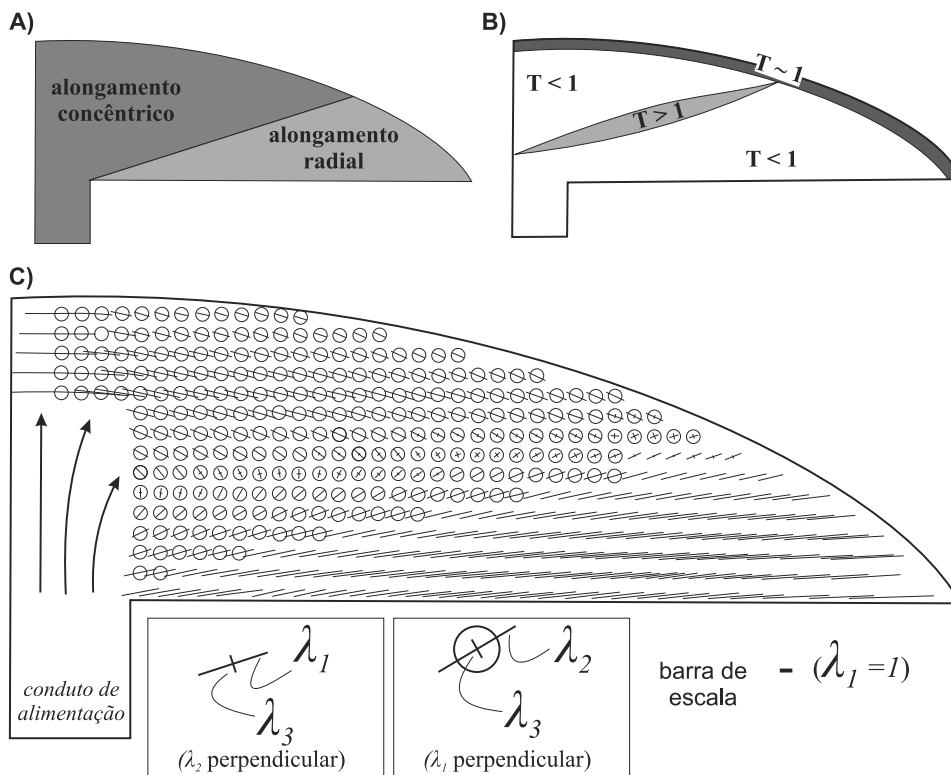 A)
alongamento
concêntrico
alongamento
radial
B)
T < 1
T ~ 1
T > 1
T < 1
C)
conduto de
alimentação
λ1
λ3
(λ2 perpendicular)
λ2
λ3
(λ1 perpendicular)
barra de
escala
- (λ1 =1)